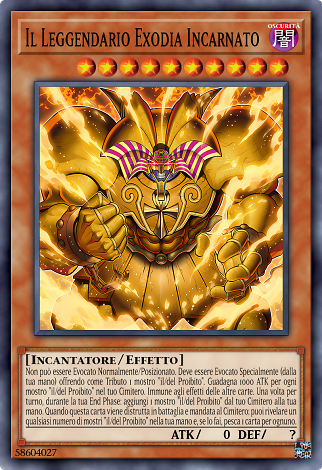 Il Leggendario Exodia Incarnato
OSCURITÀ
闇
[Incantatore/Effetto]
Non può essere Evocato Normalmente/Posizionato. Deve essere Evocato Specialmente (dalla
tua mano) offrendo come Tributo 1 mostro "il/del Proibito". Guadagna 1000 ATK per ogni
mostro "il/del Proibito" nel tuo Cimitero. Immune agli effetti delle altre carte. Una volta per
turno, durante la tua End Phase: aggiungi 1 mostro "il/del Proibito" dal tuo Cimitero alla tua
mano. Quando questa carta viene distrutta in battaglia e mandata al Cimitero: puoi rivelare un
qualsiasi numero di mostri "il/del Proibito" nella tua mano e, se lo fai, pesca 1 carta per ognuno.
ATK/ 0 DEF/ ?
58604027